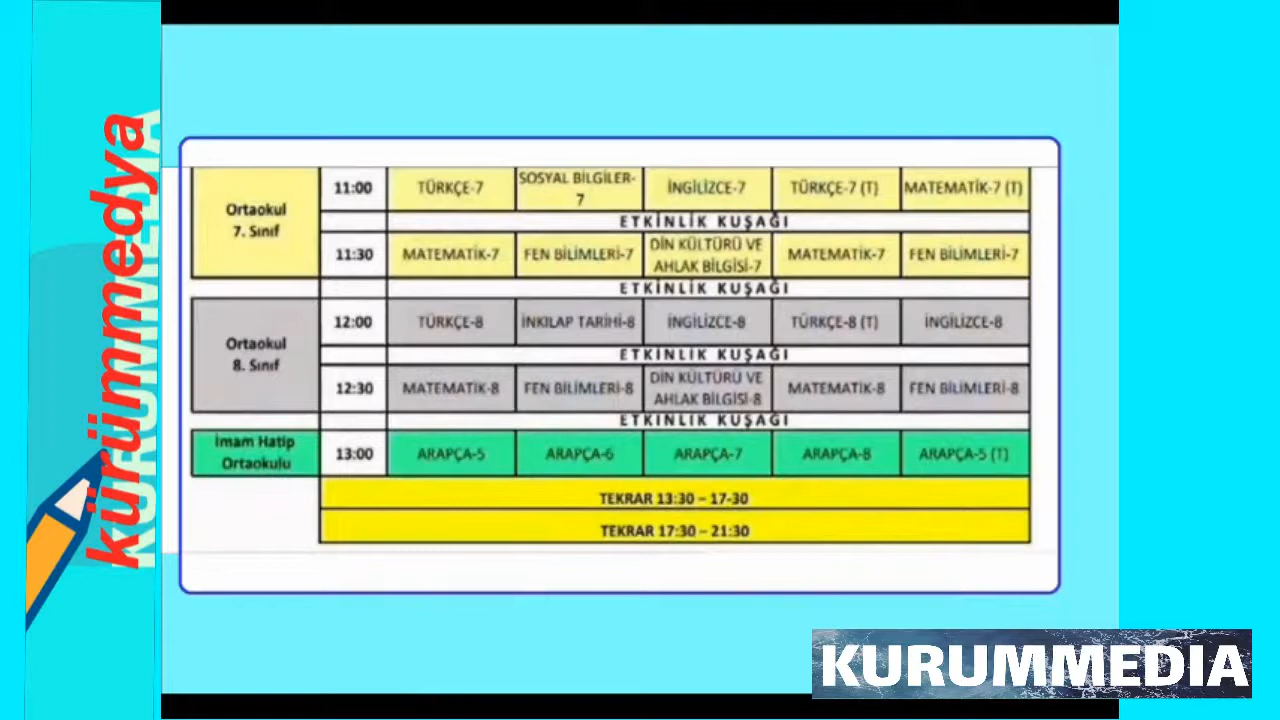 kürümmedya
KURUMMEDIA
Ortaokul
7. Sınıf
11:00
TÜRKÇE-7
SOSYAL BİLGİLER-
7
İNGİLİZCE-7
TÜRKÇE-7 (T)
MATEMATİK-7 (T)
ETKİNLİK KUŞAĞI
11:30
MATEMATİK-7
FEN BİLİMLERİ-7
DİN KÜLTÜRÜ VE
AHLAK BİLGİSİ-7
MATEMATİK-7
FEN BİLİMLERİ-7
ETKİNLİK KUŞAĞI
Ortaokul
8. Sınıf
12:00
TÜRKÇE-8
İNKILAP TARİHİ-8
İNGİLİZCE-8
TÜRKÇE-8 (T)
İNGİLİZCE-8
ETKİNLİK KUŞAĞI
12:30
MATEMATİK-8
FEN BİLİMLERİ-8
DİN KÜLTÜRÜ VE
AHLAK BİLGİSİ-8
MATEMATİK-8
FEN BİLİMLERİ-8
ETKİNLİK KUŞAĞI
İmam Hatip
Ortaokulu
13:00
ARAPÇA-5
ARAPÇA-6
ARAPÇA-7
ARAPÇA-8
ARAPÇA-5 (T)
TEKRAR 13:30 – 17-30
TEKRAR 17:30 – 21:30
KURUMMEDIA